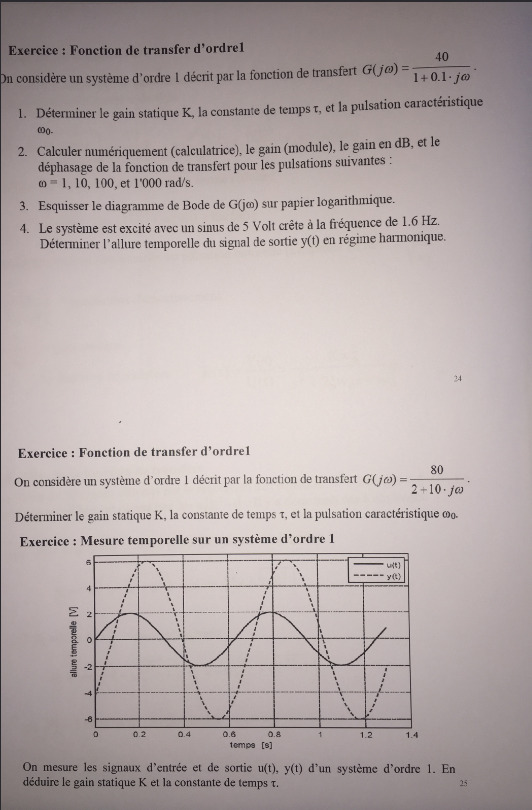 Exercice : Fonction de transfer d'ordre1
On considère un système d'ordre 1 décrit par la fonction de transfert G(jω) = 40 / (1+0.1·jω) .
1. Déterminer le gain statique K, la constante de temps τ, et la pulsation caractéristique
ω₀.
2. Calculer numériquement (calculatrice), le gain (module), le gain en dB, et le
déphasage de la fonction de transfert pour les pulsations suivantes :
ω = 1, 10, 100, et 1'000 rad/s.
3. Esquisser le diagramme de Bode de G(jω) sur papier logarithmique.
4. Le système est excité avec un sinus de 5 Volt crête à la fréquence de 1.6 Hz.
Déterminer l'allure temporelle du signal de sortie y(t) en régime harmonique.
24
Exercice : Fonction de transfer d'ordre1
On considère un système d'ordre 1 décrit par la fonction de transfert G(jω) = 80 / (2+10·jω) .
Déterminer le gain statique K, la constante de temps τ, et la pulsation caractéristique ω₀.
Exercice : Mesure temporelle sur un système d'ordre 1
u(t)
y(t)
6
4
2
0
-2
-4
-6
allure temporelle [V]
0 0.2 0.4 0.6 0.8 1 1.2 1.4
temps [s]
On mesure les signaux d'entrée et de sortie u(t), y(t) d'un système d'ordre 1. En
déduire le gain statique K et la constante de temps τ.
25